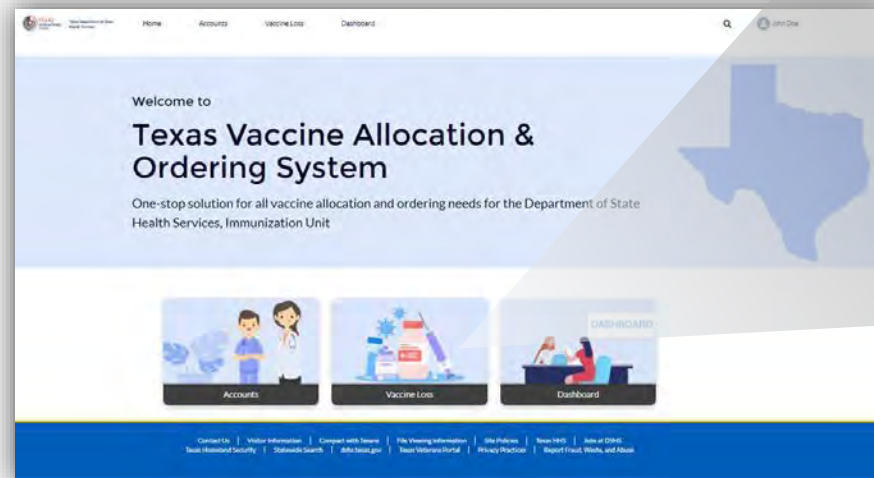 Home Accounts Vaccine Loss Dashboard John Doe
Welcome to
Texas Vaccine Allocation &
Ordering System
One-stop solution for all vaccine allocation and ordering needs for the Department of State
Health Services, Immunization Unit
DASHBOARD
Accounts Vaccine Loss Dashboard
Contact Us | Visitor Information | Compact with Texans | File Viewing Information | Site Policies | Texas HHS | Jobs at DSHS
Texas Homeland Security | Statewide Search | dshs.texas.gov | Texas Veterans Portal | Privacy Practices | Report Fraud, Waste, and Abuse